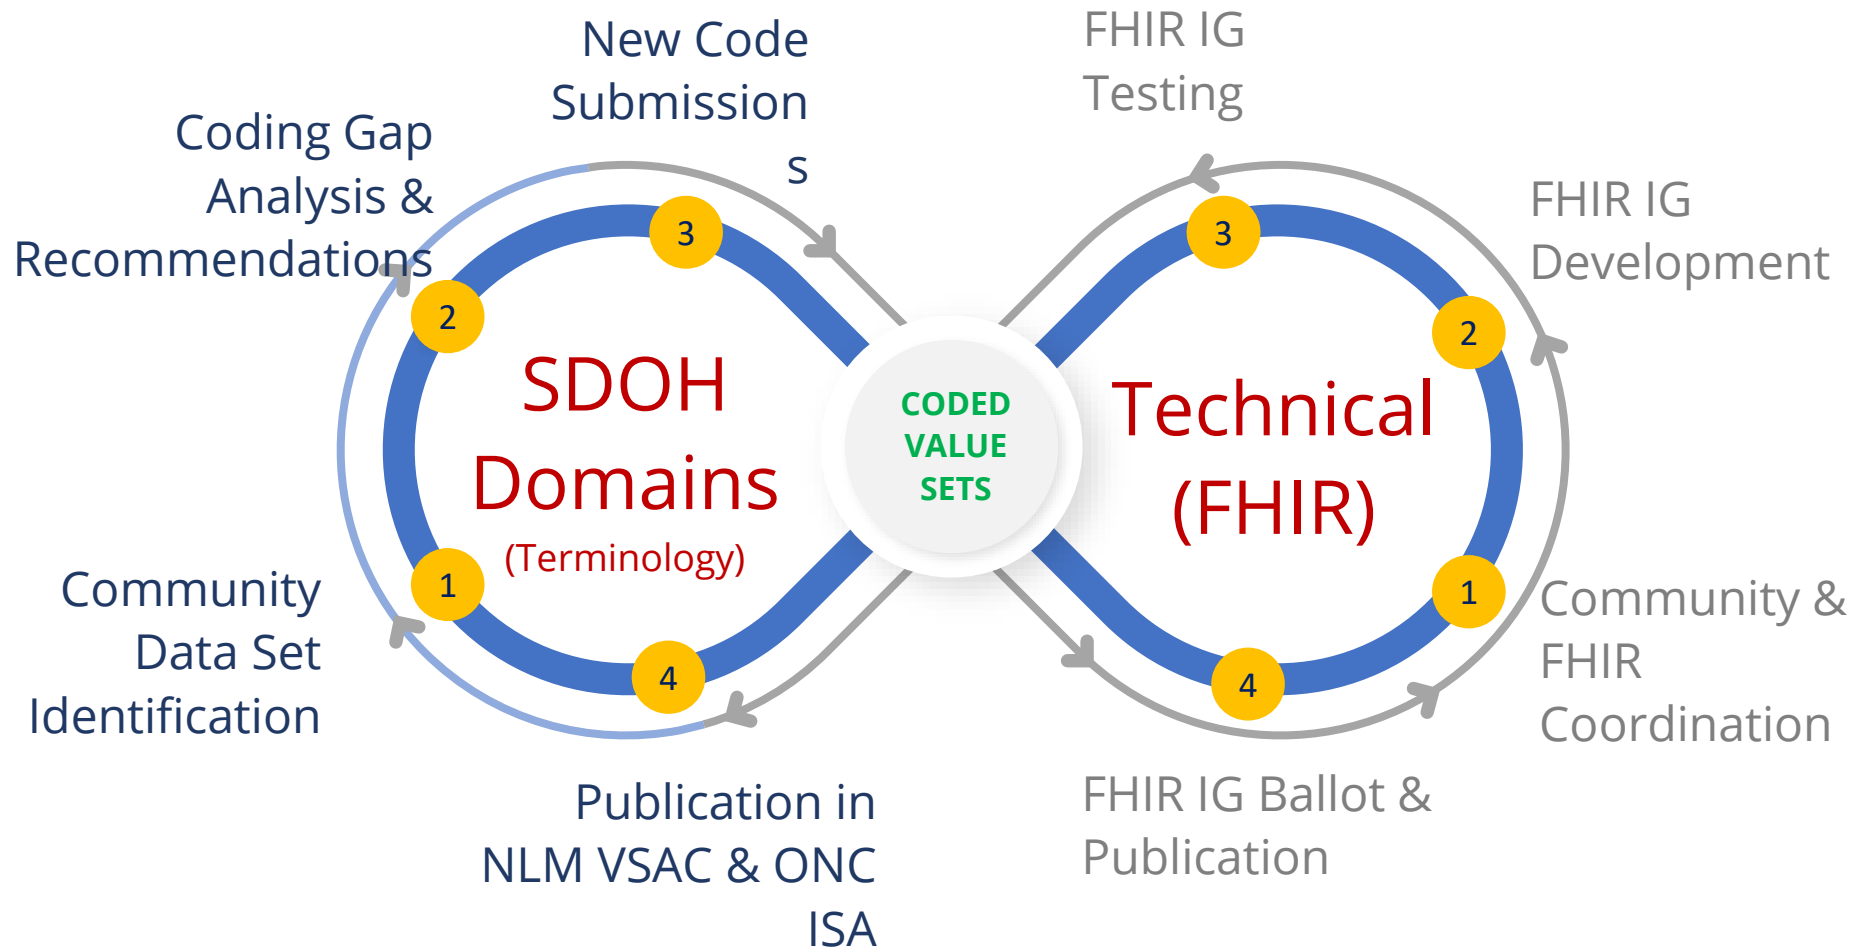 New Code
Submission
s
Coding Gap
Analysis &
Recommendations
3
2
SDOH
Domains
(Terminology)
1
Community
Data Set
Identification
4
Publication in
NLM VSAC & ONC
ISA
CODED
VALUE
SETS
FHIR IG
Testing
3
FHIR IG
Development
2
Technical
(FHIR)
1
Community &
FHIR
Coordination
4
FHIR IG Ballot &
Publication